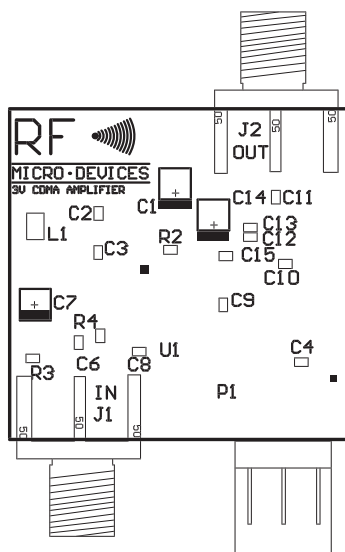 RF
MICRO·DEVICES
3V CDMA AMPLIFIER
50
50
J2
OUT
C1
C14
C11
C2
L1
C13
C12
R2
C3
C15
C10
C7
C9
R4
U1
C4
R3
C6
C8
P1
IN
J1
50
50
50